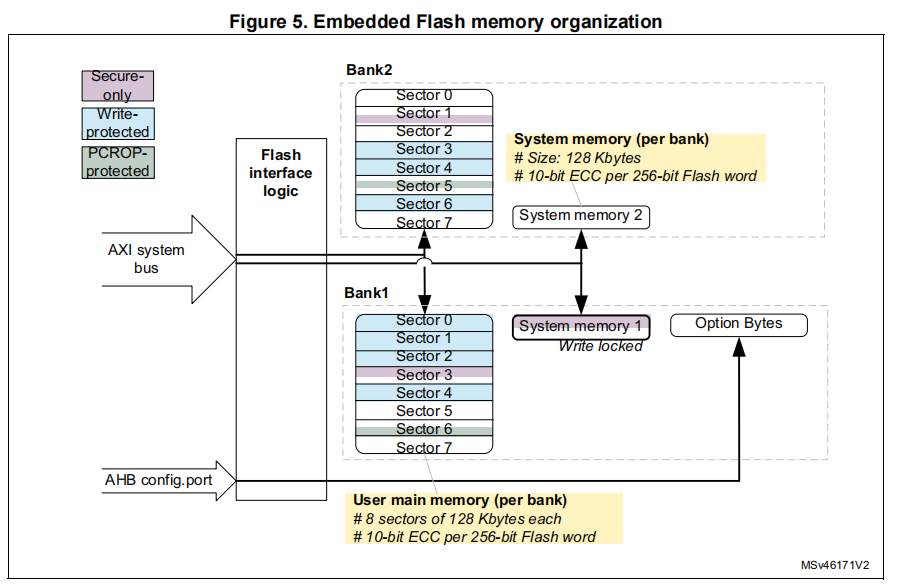 Figure 5. Embedded Flash memory organization
Secure-
only
Write-
protected
PCROP-
protected
Flash
interface
logic
AXI system
bus
AHB config.port
Bank2
Sector 0
Sector 1
Sector 2
Sector 3
Sector 4
Sector 5
Sector 6
Sector 7
System memory (per bank)
# Size: 128 Kbytes
# 10-bit ECC per 256-bit Flash word
System memory 2
Bank1
Sector 0
Sector 1
Sector 2
Sector 3
Sector 4
Sector 5
Sector 6
Sector 7
System memory 1
Write locked
Option Bytes
User main memory (per bank)
# 8 sectors of 128 Kbytes each
# 10-bit ECC per 256-bit Flash word
MSv46171V2